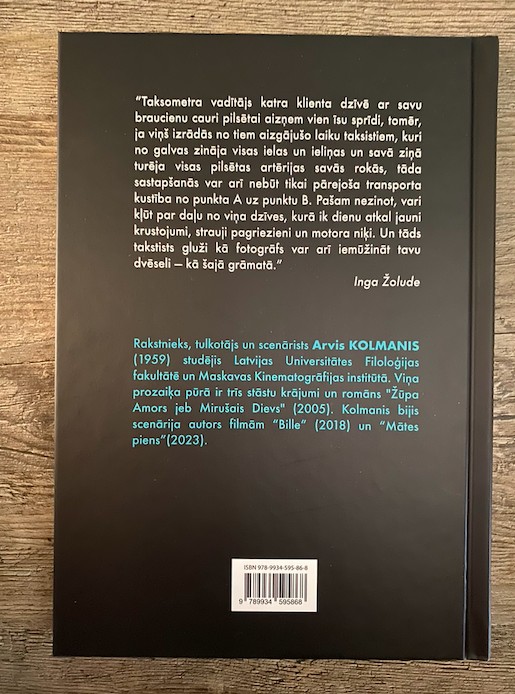 “Taksometra vadītājs katra klienta dzīvē ar savu
braucienu cauri pilsētai aizņem vien īsu sprīdi, tomēr,
ja viņš izrādās no tiem aizgājušo laiku taksistiem, kuri
no galvas zināja visas ielas un ieliņas un savā ziņā
turēja visas pilsētas artērijas savās rokās, tāda
sastapšanās var arī nebūt tikai pārejoša transporta
kustība no punkta A uz punktu B. Pašam nezinot, vari
kļūt par daļu no viņa dzīves, kurā ik dienu atkal jauni
krustojumi, strauji pagriezieni un motora niķi. Un tāds
takstists gluži kā fotogrāfs var arī iemūžināt tavu
dvēseli – kā šajā grāmatā.”
Inga Žolude
Rakstnieks, tulkotājs un scenārists Arvis KOLMANIS
(1959) studējis Latvijas Universitātes Filoloģijas
fakultātē un Maskavas Kinematogrāfijas institūtā. Viņa
prozaiķa pūrā ir trīs stāstu krājumi un romāns "Žūpa
Amors jeb Mirušais Dievs" (2005). Kolmanis bijis
scenārija autors filmām “Bille” (2018) un “Mātes
piens”(2023).
ISBN 978-9934-595-86-8
9 789934 595868